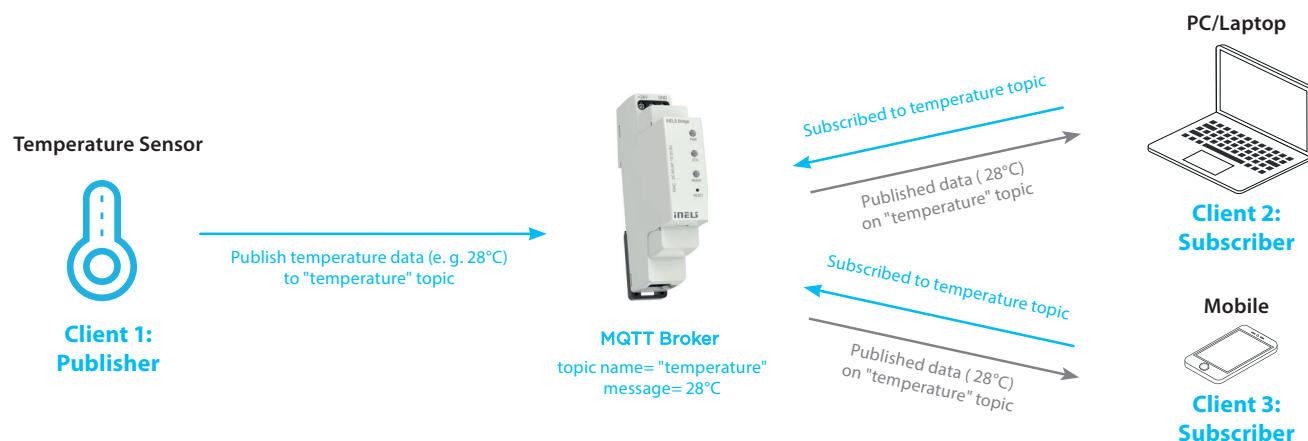 Temperature Sensor
Client 1:
Publisher
Publish temperature data (e. g. 28°C)
to "temperature" topic
iNELS Bridge
iNELS
MQTT Broker
topic name= "temperature"
message= 28°C
Subscribed to temperature topic
Published data ( 28°C)
on "temperature" topic
Subscribed to temperature topic
Published data ( 28°C)
on "temperature" topic
PC/Laptop
Client 2:
Subscriber
Mobile
Client 3:
Subscriber